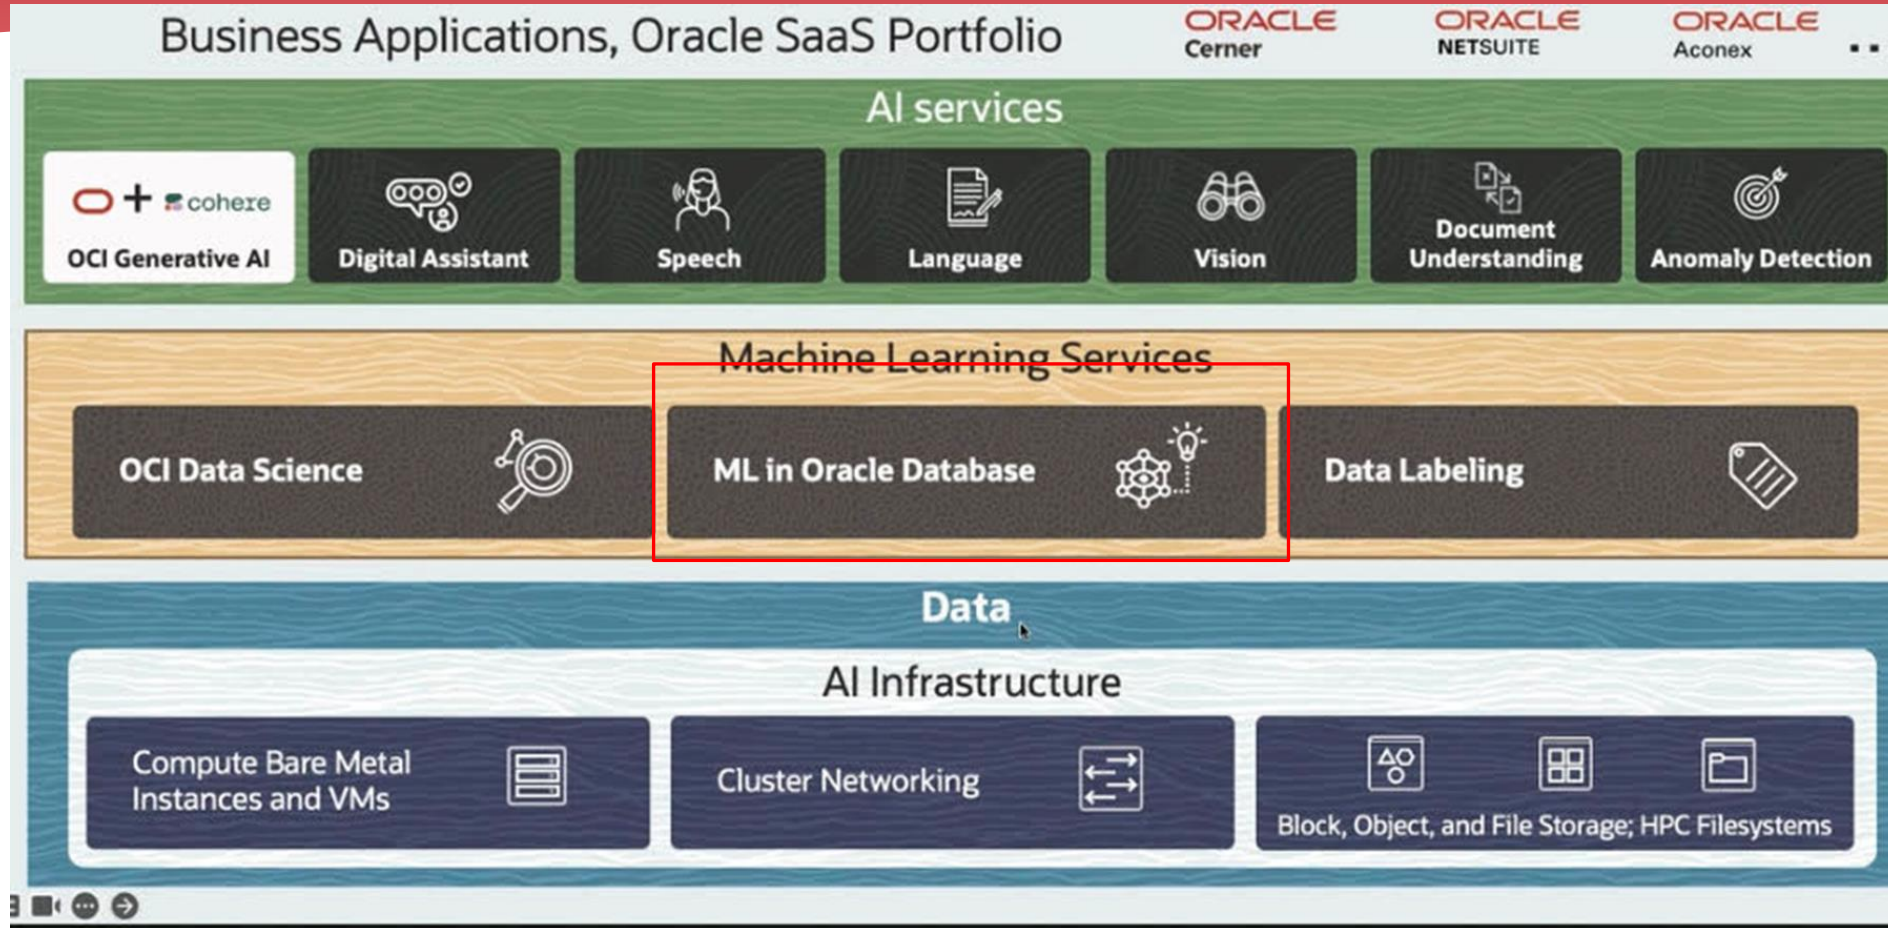 Business Applications, Oracle SaaS Portfolio
ORACLE
Cerner
ORACLE
NETSUITE
ORACLE
Aconex
AI services
cohere
OCI Generative AI
Digital Assistant
Speech
Language
Vision
Document
Understanding
Anomaly Detection
Machine Learning Services
OCI Data Science
ML in Oracle Database
Data Labeling
Data
AI Infrastructure
Compute Bare Metal
Instances and VMs
Cluster Networking
Block, Object, and File Storage; HPC Filesystems